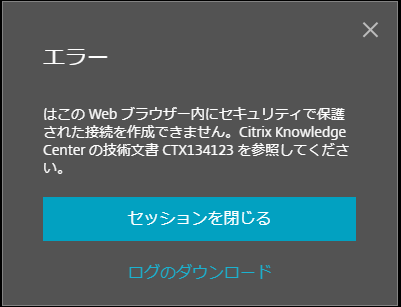 エラー
はこの Web ブラウザー内にセキュリティで保護
された接続を作成できません。Citrix Knowledge
Center の技術文書 CTX134123 を参照してくださ
い。
セッションを閉じる
ログのダウンロード